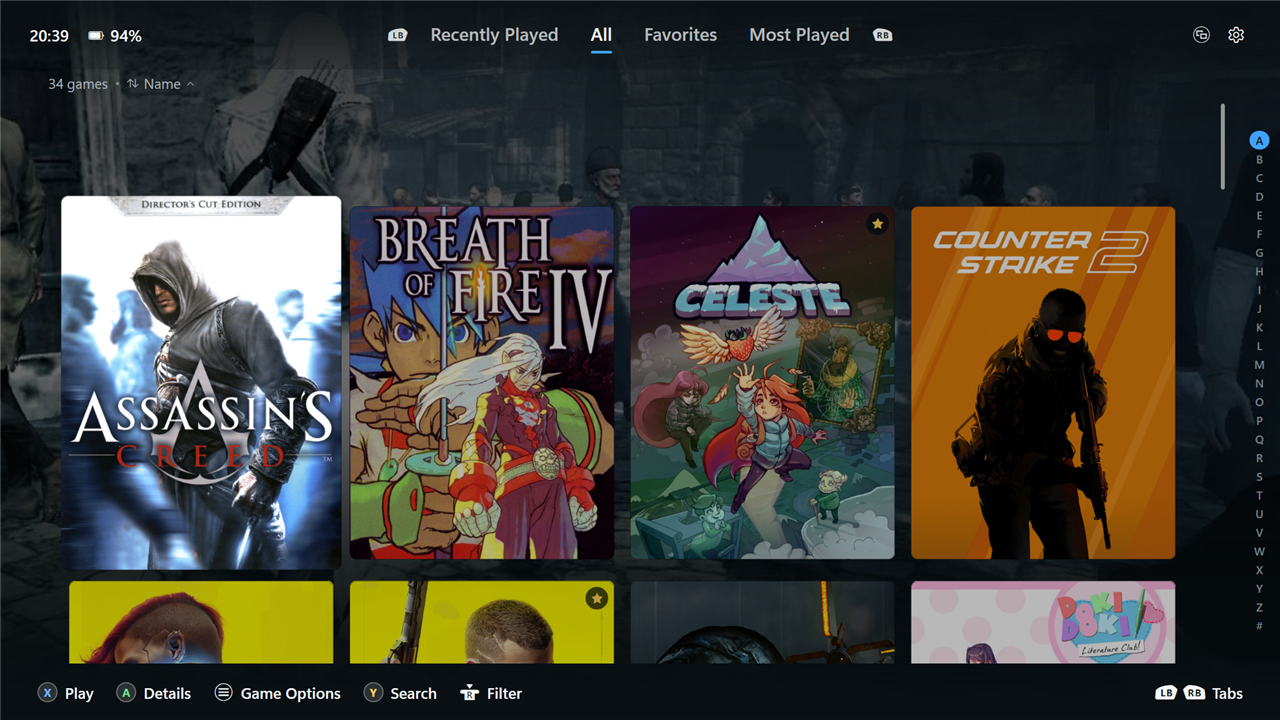 20:39 94% LB Recently Played All Favorites Most Played RB
34 games • Name
DIRECTOR'S CUT EDITION
ASSASSIN'S
CREED
TM
BREATH
OF FIRE IV
CELESTE
COUNTER
STRIKE 2
DOKI
DOKI
Literature Club!
A
B
C
D
E
F
G
H
I
J
K
L
M
N
O
P
Q
R
S
T
U
V
W
X
Y
Z
#
X Play A Details Game Options Y Search R Filter LB RB Tabs